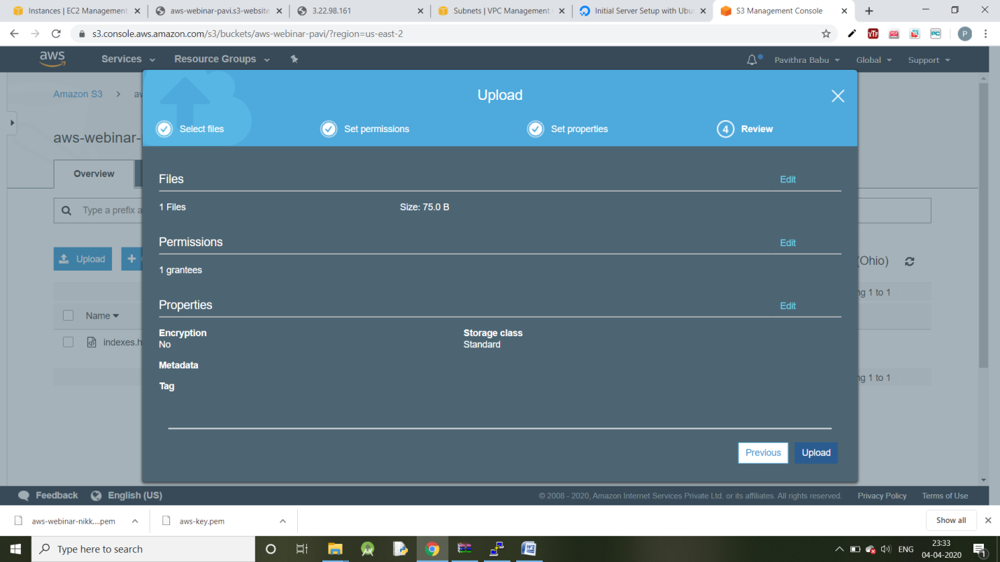 Instances | EC2 Management
aws-webinar-pavi.s3-website
3.22.98.161
Subnets | VPC Management
Initial Server Setup with Ubu
S3 Management Console
s3.console.aws.amazon.com/s3/buckets/aws-webinar-pavi/?region=us-east-2
YTF
PDF
PC
P
aws
Services
Resource Groups
Pavithra Babu
Global
Support
Amazon S3
Upload
Select files
Set permissions
Set properties
4 Review
aws-webinar-
Overview
Files
Edit
1 Files
Size: 75.0 B
Type a prefix a
Permissions
Edit
Upload
(Ohio)
1 grantees
ng 1 to 1
Properties
Edit
Name
Encryption
No
Storage class
Standard
indexes.h
Metadata
ng 1 to 1
Tag
Previous
Upload
Feedback
English (US)
© 2008 - 2020, Amazon Internet Services Private Ltd. or its affiliates. All rights reserved.
Privacy Policy
Terms of Use
aws-webinar-nikk....pem
aws-key.pem
Show all
Type here to search
ENG
23:33
04-04-2020
1